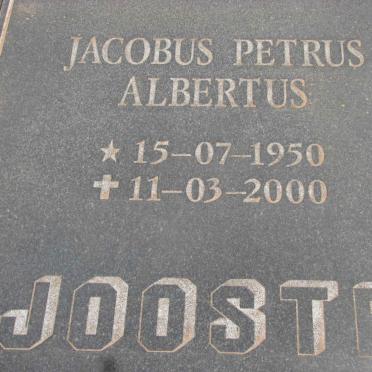 JACOBUS PETRUS
ALBERTUS
★ 15-07-1950
✝ 11-03-2000
JOOST